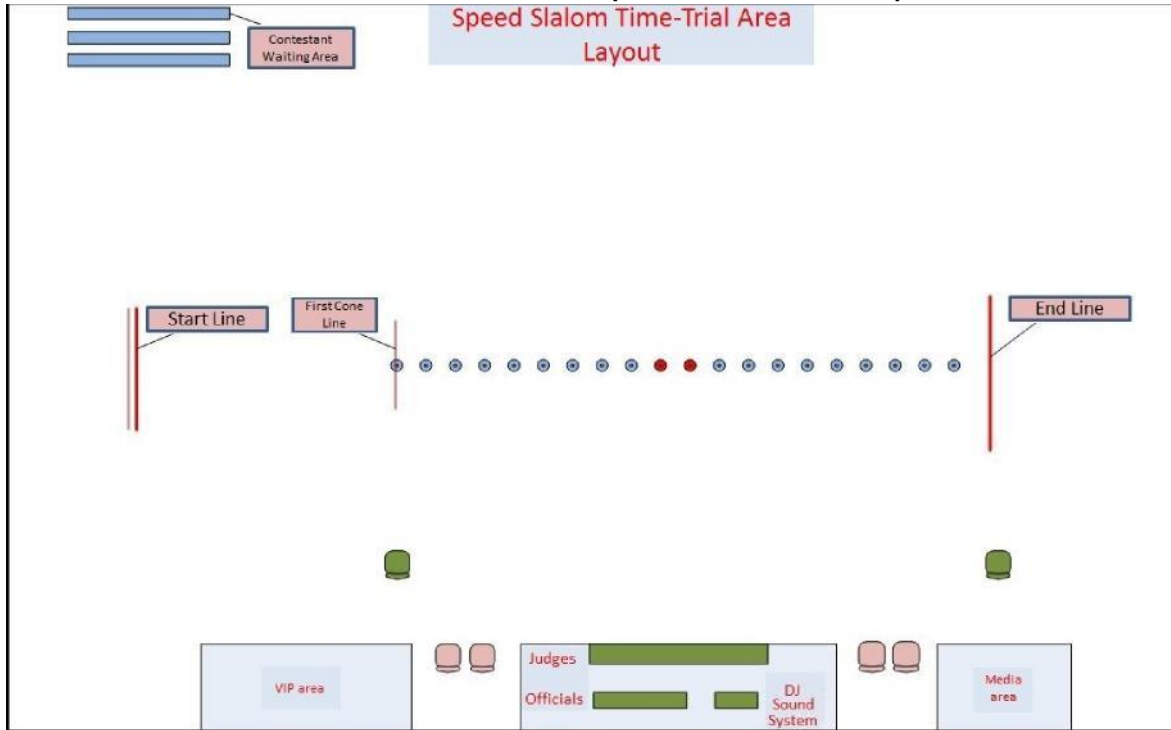 Speed Slalom Time-Trial Area
Layout
Contestant
Waiting Area
Start Line
First Cone
Line
End Line
VIP area
Judges
Officials
DJ
Sound
System
Media
area